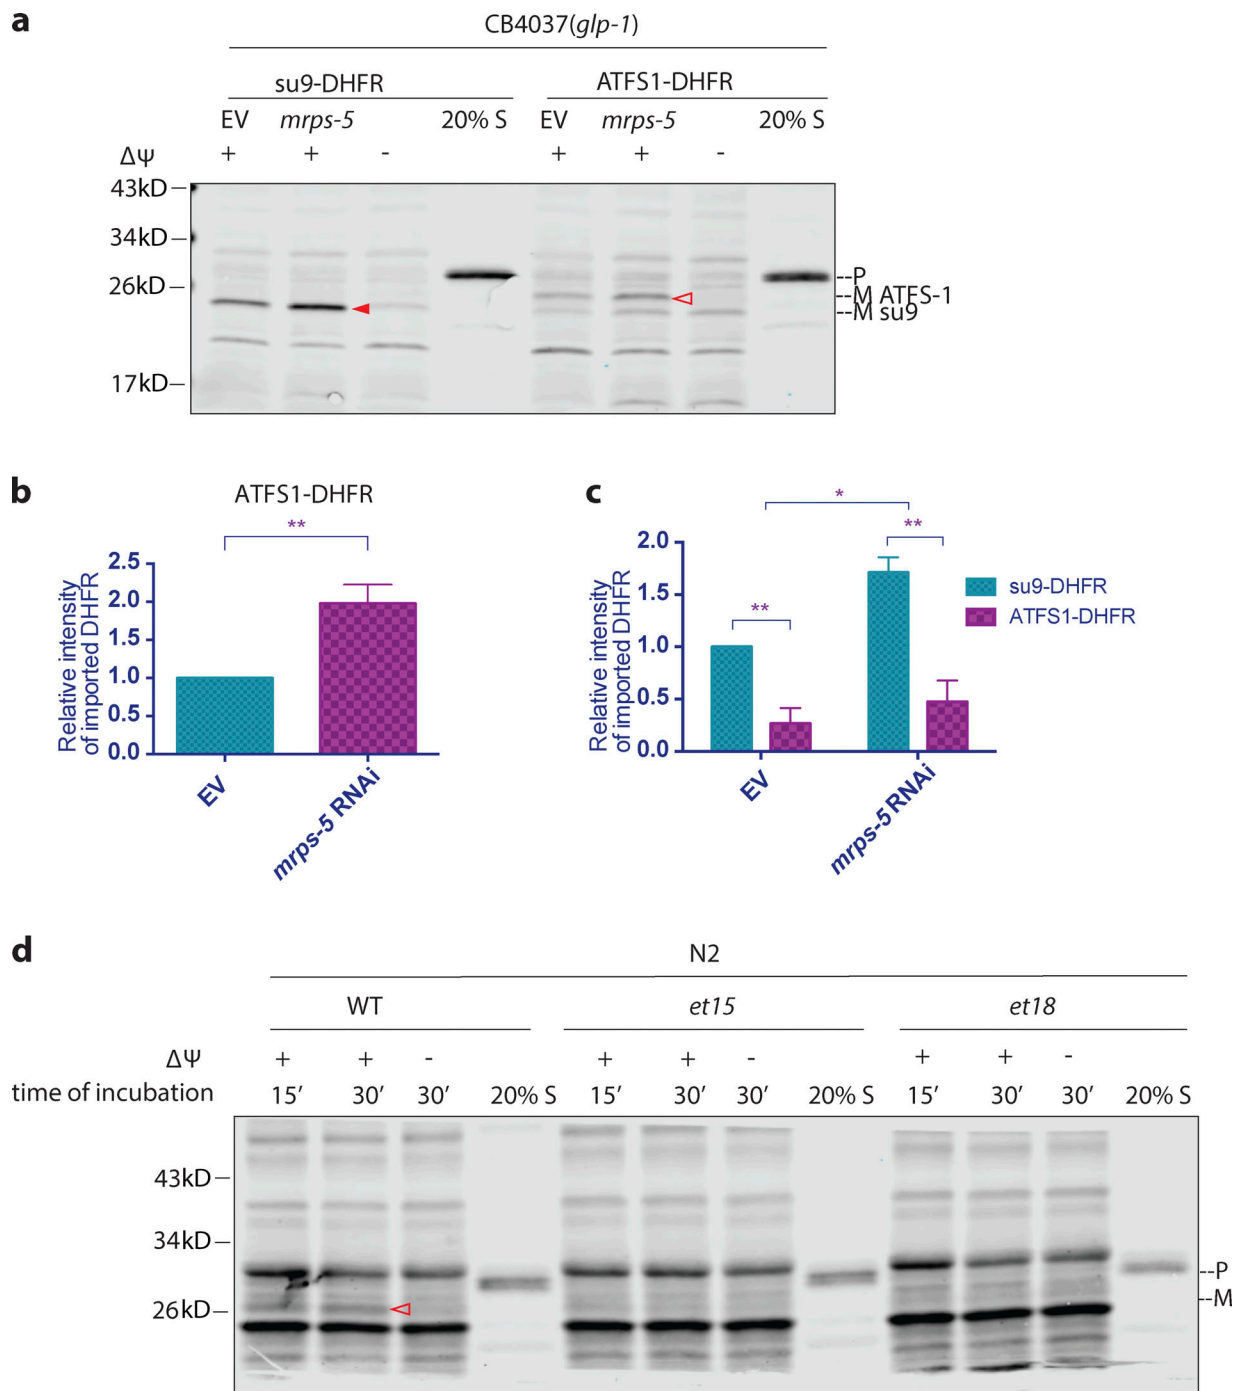 a
CB4037(glp-1)
su9-DHFR ATFS1-DHFR
EV mrps-5 20% S EV mrps-5 20% S
ΔΨ + + - + + -
43kD
34kD
26kD
17kD
--P
--M ATFS-1
--M su9
b
ATFS1-DHFR
**
Relative intensity
of imported DHFR
2.5
2.0
1.5
1.0
0.5
0.0
EV
mrps-5 RNAi
c
*
**
**
Relative intensity
of imported DHFR
2.0
1.5
1.0
0.5
0.0
EV
mrps-5 RNAi
su9-DHFR
ATFS1-DHFR
d
N2
WT et15 et18
ΔΨ + + - + + - + + -
time of incubation 15′ 30′ 30′ 20% S 15′ 30′ 30′ 20% S 15′ 30′ 30′ 20% S
43kD
34kD
26kD
--P
--M